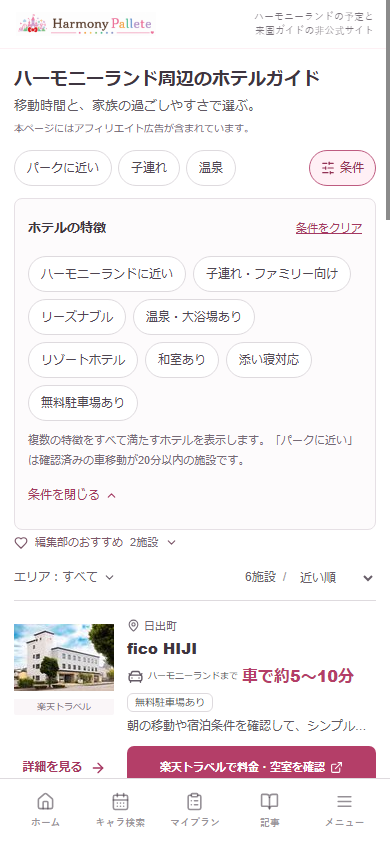 Harmony Pallete
ハーモニーランドの予定と
来園ガイドの非公式サイト
ハーモニーランド周辺のホテルガイド
移動時間と、家族の過ごしやすさで選ぶ。
本ページにはアフィリエイト広告が含まれています。
パークに近い 子連れ 温泉 条件
ホテルの特徴 条件をクリア
ハーモニーランドに近い 子連れ・ファミリー向け
リーズナブル 温泉・大浴場あり
リゾートホテル 和室あり 添い寝対応
無料駐車場あり
複数の特徴をすべて満たすホテルを表示します。「パークに近い」
は確認済みの車移動が20分以内の施設です。
条件を閉じる
編集部のおすすめ 2施設
エリア：すべて 6施設 / 近い順
日出町
fico HIJI
ハーモニーランドまで 車で約5〜10分
楽天トラベル
無料駐車場あり
朝の移動や宿泊条件を確認して、シンプル…
詳細を見る 楽天トラベルで料金・空室を確認
ホーム キャラ検索 マイプラン 記事 メニュー